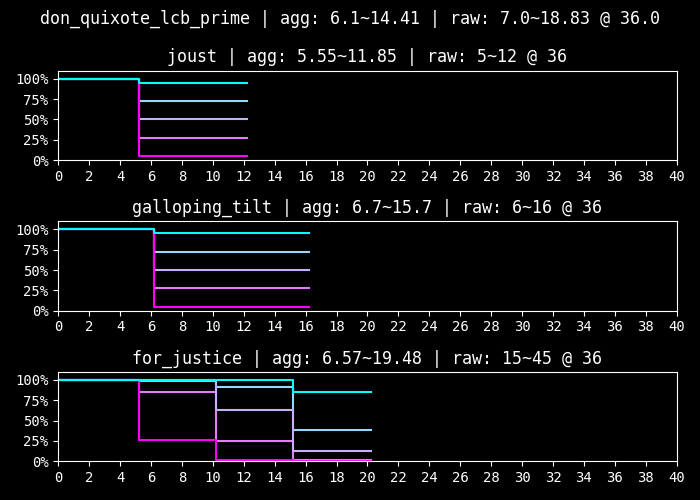 don_quixote_lcb_prime | agg: 6.1~14.41 | raw: 7.0~18.83 @ 36.0
joust | agg: 5.55~11.85 | raw: 5~12 @ 36
100%
75%
50%
25%
0%
0 2 4 6 8 10 12 14 16 18 20 22 24 26 28 30 32 34 36 38 40
galloping_tilt | agg: 6.7~15.7 | raw: 6~16 @ 36
100%
75%
50%
25%
0%
0 2 4 6 8 10 12 14 16 18 20 22 24 26 28 30 32 34 36 38 40
for_justice | agg: 6.57~19.48 | raw: 15~45 @ 36
100%
75%
50%
25%
0%
0 2 4 6 8 10 12 14 16 18 20 22 24 26 28 30 32 34 36 38 40